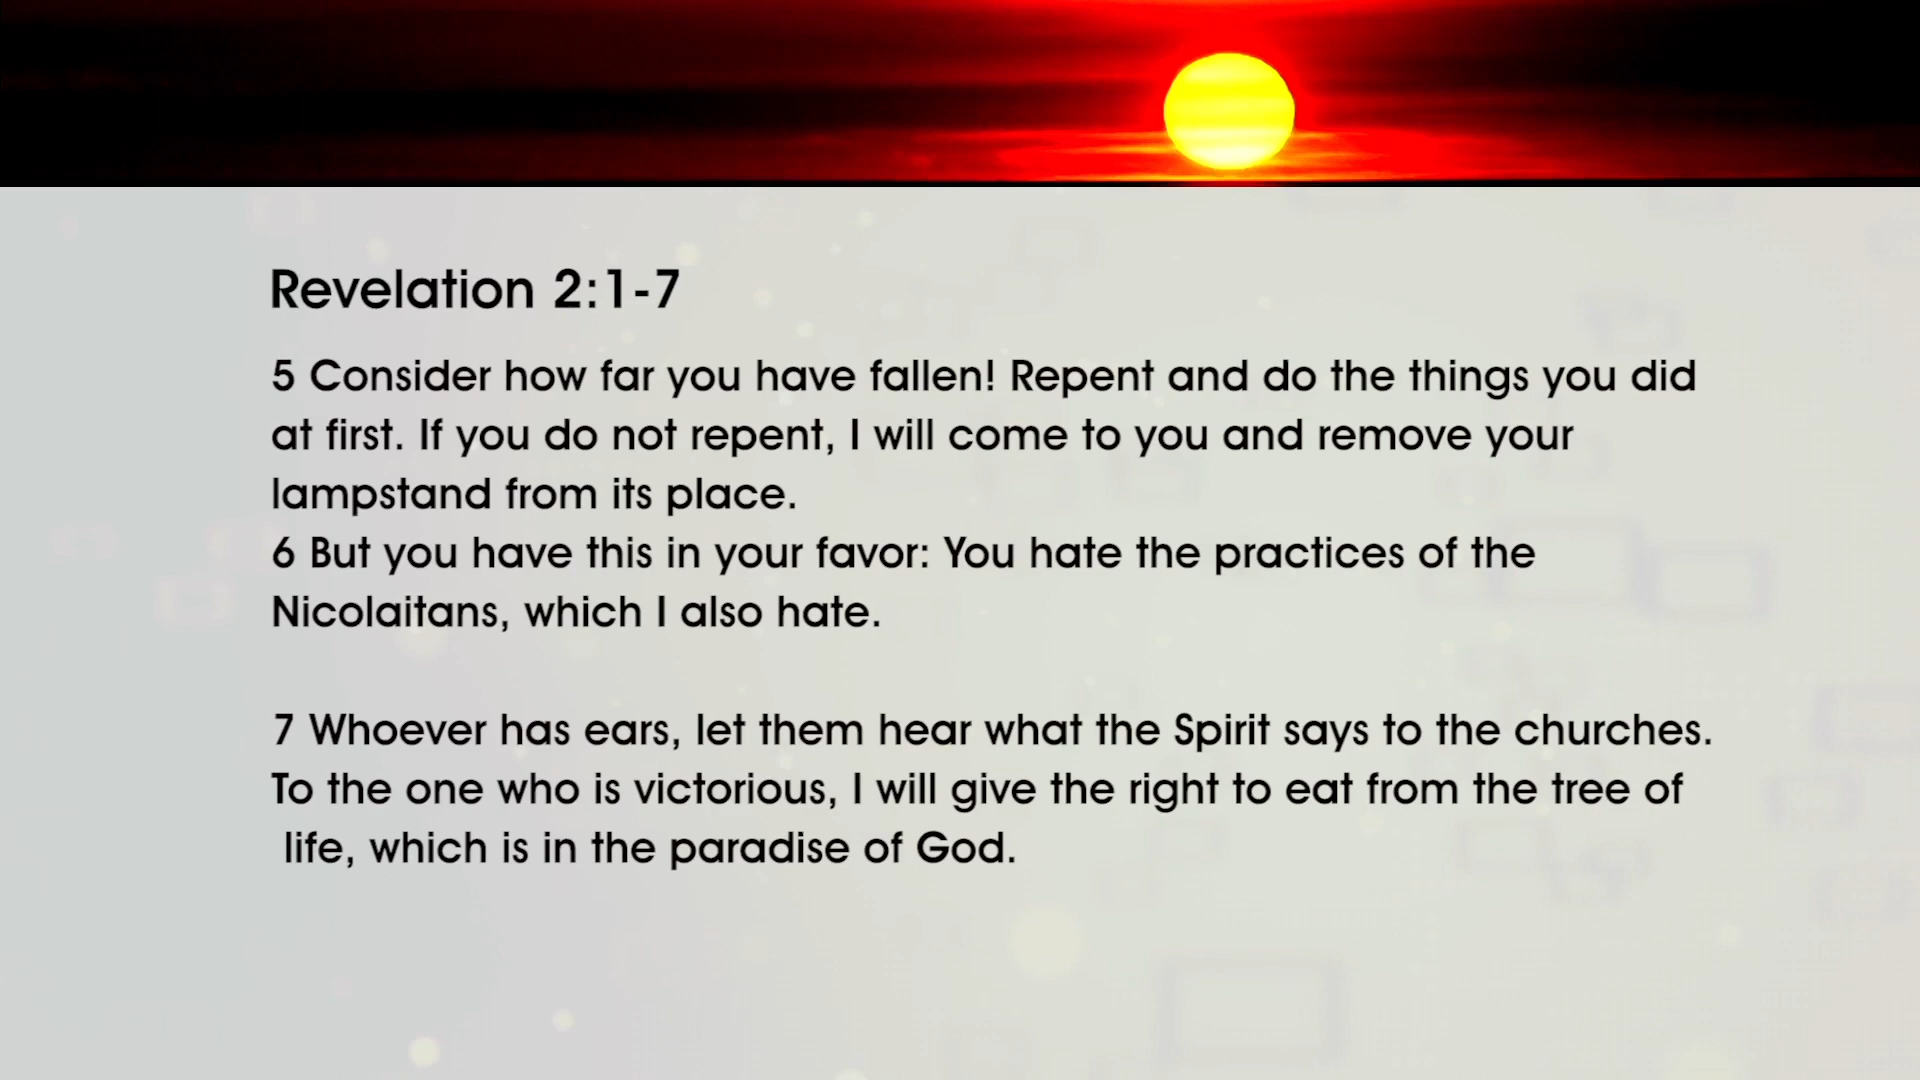 Revelation 2:1-7
5 Consider how far you have fallen! Repent and do the things you did
at first. If you do not repent, I will come to you and remove your
lampstand from its place.
6 But you have this in your favor: You hate the practices of the
Nicolaitans, which I also hate.
7 Whoever has ears, let them hear what the Spirit says to the churches.
To the one who is victorious, I will give the right to eat from the tree of
life, which is in the paradise of God.